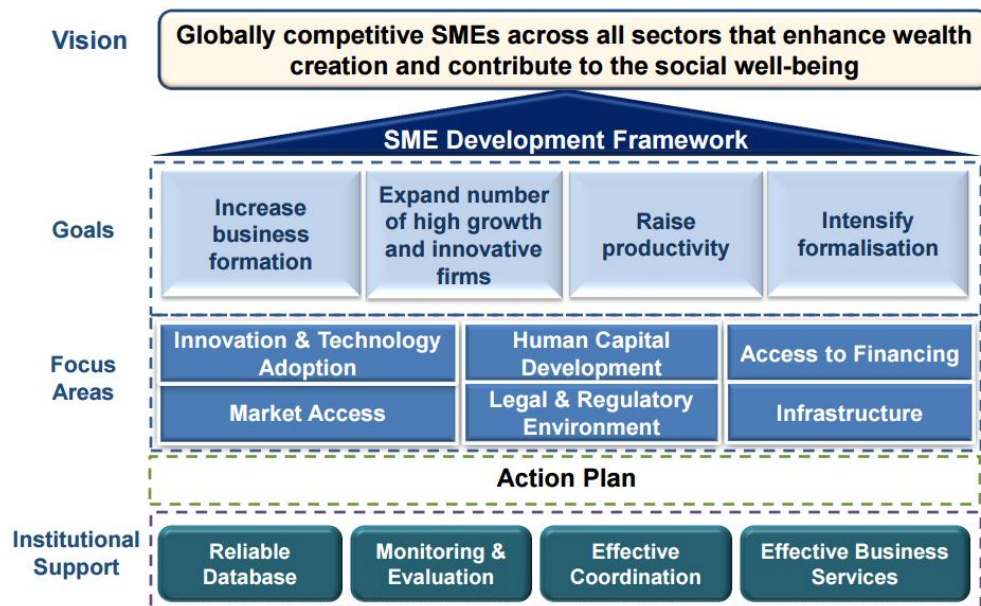 Vision
Globally competitive SMEs across all sectors that enhance wealth
creation and contribute to the social well-being
SME Development Framework
Goals
Increase
business
formation
Expand number
of high growth
and innovative
firms
Raise
productivity
Intensify
formalisation
Focus
Areas
Innovation & Technology
Adoption
Human Capital
Development
Access to Financing
Market Access
Legal & Regulatory
Environment
Infrastructure
Action Plan
Institutional
Support
Reliable
Database
Monitoring &
Evaluation
Effective
Coordination
Effective Business
Services